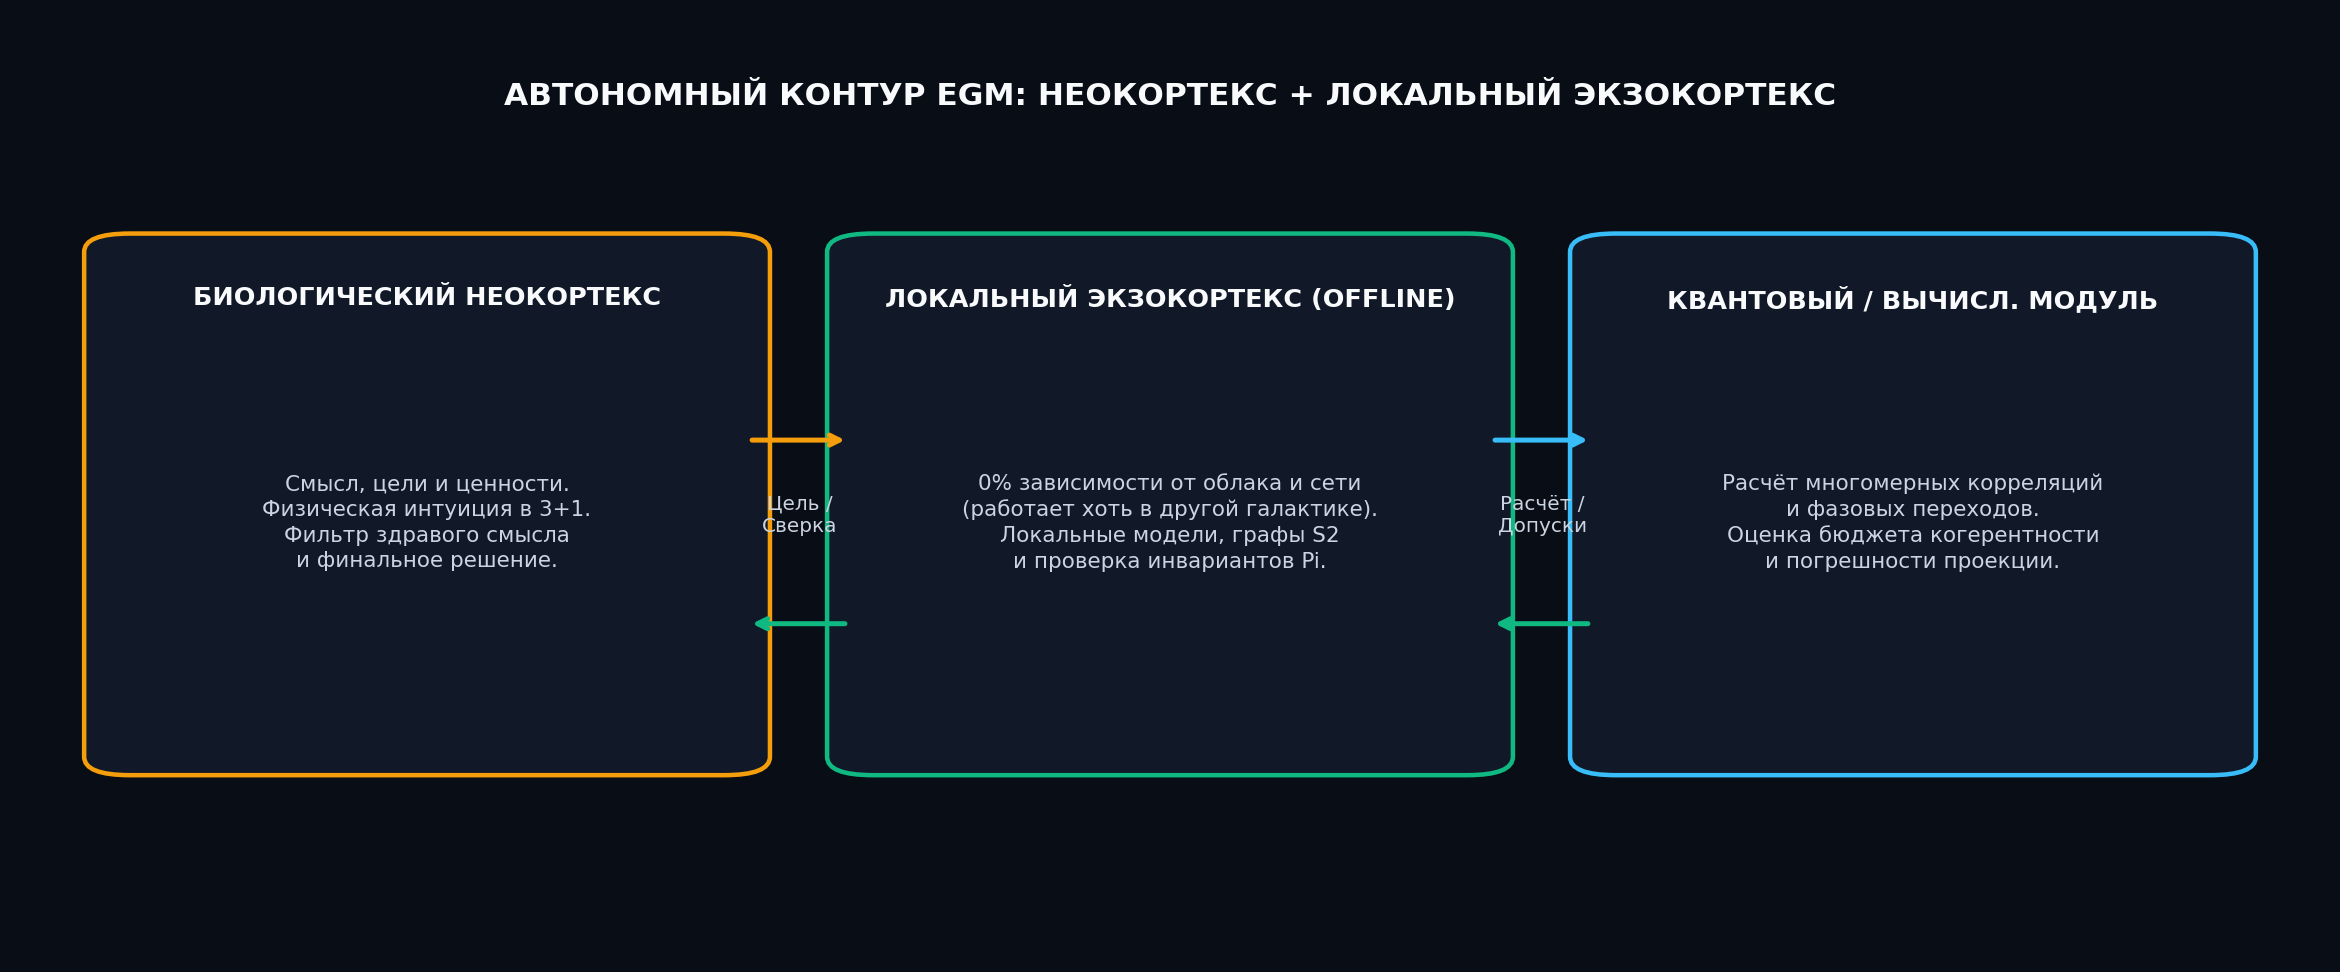 АВТОНОМНЫЙ КОНТУР EGM: НЕОКОРТЕКС + ЛОКАЛЬНЫЙ ЭКЗОКОРТЕКС
БИОЛОГИЧЕСКИЙ НЕОКОРТЕКС
Смысл, цели и ценности.
Физическая интуиция в 3+1.
Фильтр здравого смысла
и финальное решение.
Цель /
Сверка
ЛОКАЛЬНЫЙ ЭКЗОКОРТЕКС (OFFLINE)
0% зависимости от облака и сети
(работает хоть в другой галактике).
Локальные модели, графы S2
и проверка инвариантов Pi.
Расчёт /
Допуски
КВАНТОВЫЙ / ВЫЧИСЛ. МОДУЛЬ
Расчёт многомерных корреляций
и фазовых переходов.
Оценка бюджета когерентности
и погрешности проекции.